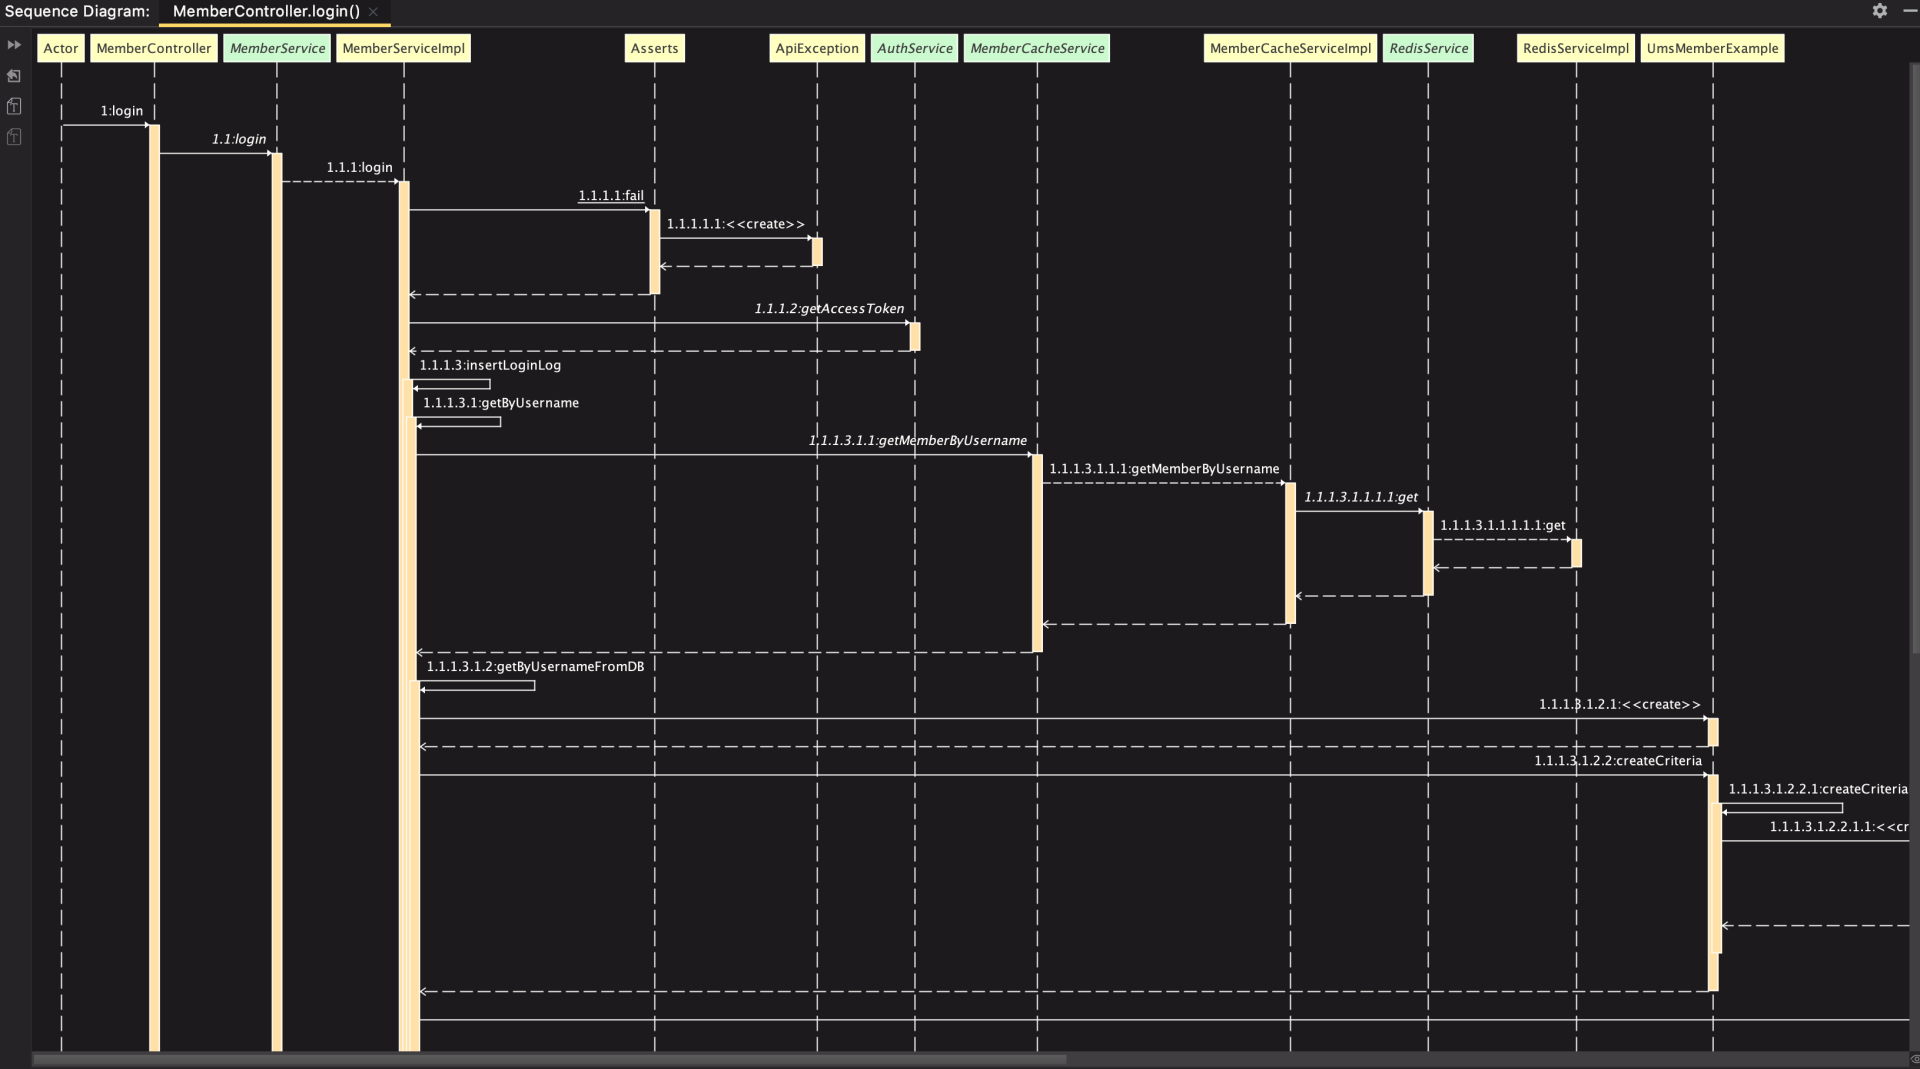 Sequence Diagram: MemberController.login()
Actor MemberController MemberService MemberServiceImpl Asserts ApiException AuthService MemberCacheService MemberCacheServiceImpl RedisService RedisServiceImpl UmsMemberExample
1:login
1.1:login
1.1.1:login
1.1.1.1:fail
1.1.1.1.1:<<create>>
1.1.1.2:getAccessToken
1.1.1.3:insertLoginLog
1.1.1.3.1:getByUsername
1.1.1.3.1.1:getMemberByUsername
1.1.1.3.1.1.1:getMemberByUsername
1.1.1.3.1.1.1.1:get
1.1.1.3.1.1.1.1.1:get
1.1.1.3.1.2:getByUsernameFromDB
1.1.1.3.1.2.1:<<create>>
1.1.1.3.1.2.2:createCriteria
1.1.1.3.1.2.2.1:createCriteria
1.1.1.3.1.2.2.1.1:<<cr